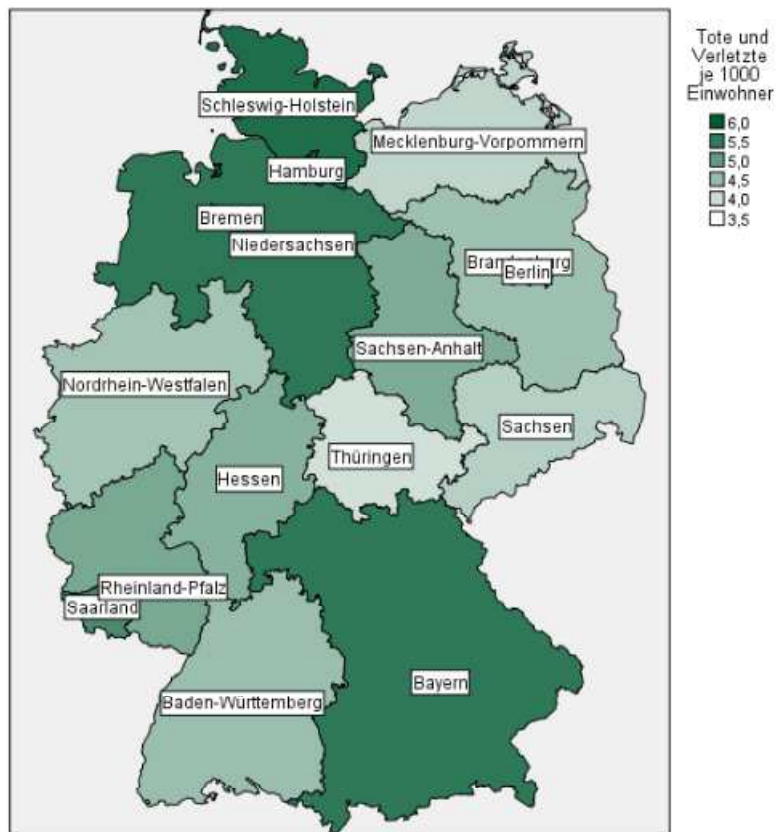 Tote und
Verletzte
je 1000
Einwohner
6,0
5,5
5,0
4,5
4,0
3,5
Schleswig-Holstein
Mecklenburg-Vorpommern
Hamburg
Bremen
Niedersachsen
Berlin
Sachsen-Anhalt
Nordrhein-Westfalen
Sachsen
Thüringen
Hessen
Rheinland-Pfalz
Saarland
Bayern
Baden-Württemberg